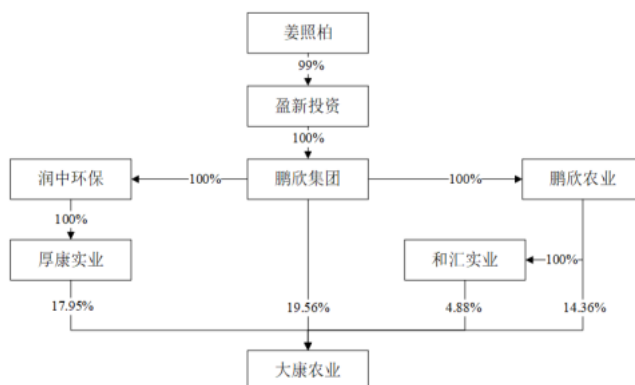 姜照柏
99%
盈新投资
100%
润中环保
100%
鹏欣集团
100%
鹏欣农业
100%
厚康实业
和汇实业
100%
17.95%
19.56%
4.88%
14.36%
大康农业